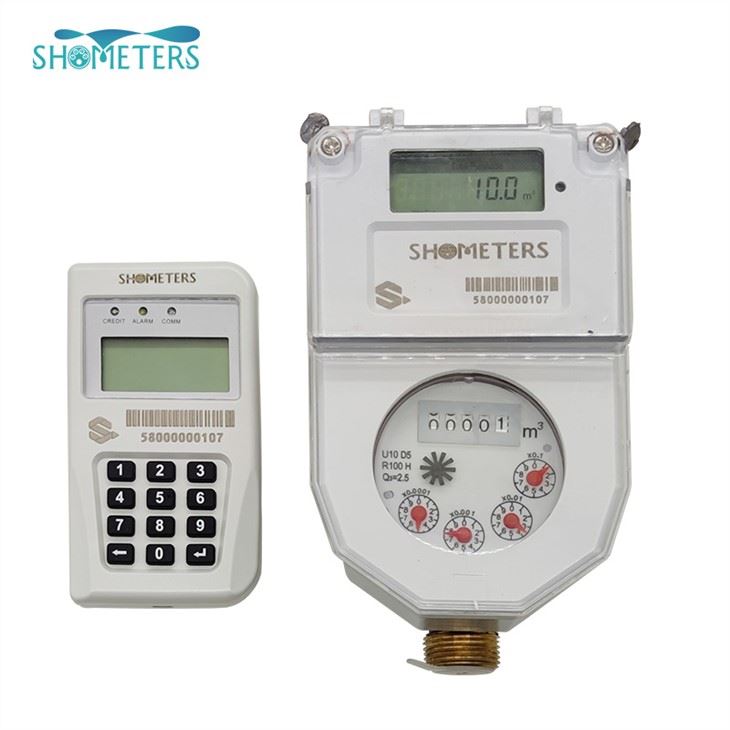 SHOMETERS
10.0 m³
SHOMETERS
58000000107
SHOMETERS
CREDIT ALARM COMM
58000000107
1 2 3
4 5 6
7 8 9
← 0 ↵
00001 m³
U10 D5
R100 H
Q₃=2.5
X0.1
X0.01
X0.001
X0.0001